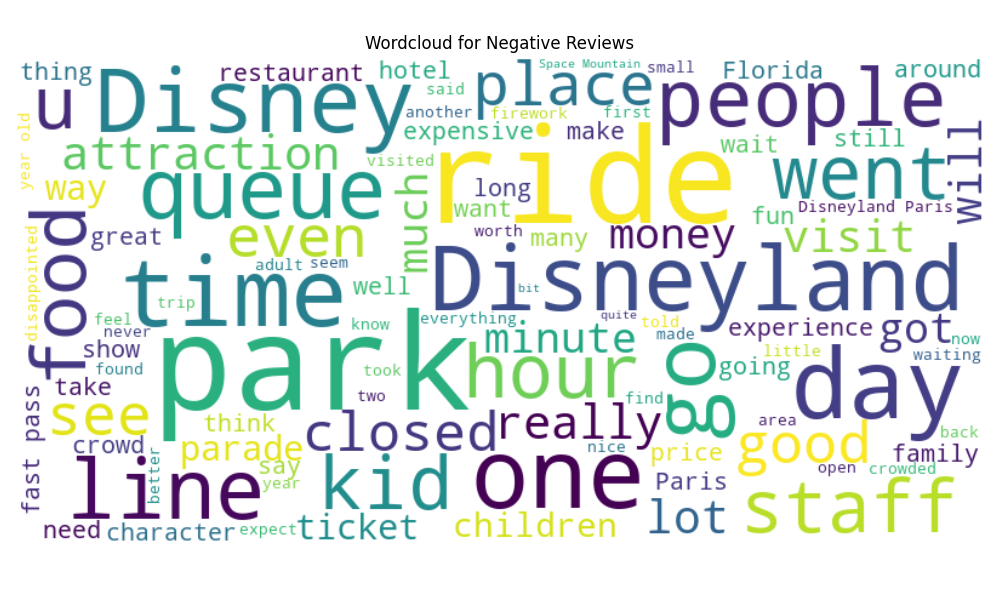 Wordcloud for Negative Reviews
thing
restaurant
hotel
Space Mountain
small
Florida
around
u
Disney
said
place
people
another
firework
first
year old
attraction
expensive
make
wait
still
will
way
queue
visited
ride
long
went
want
Disneyland Paris
food
great
even
much
worth
many
money
fun
visit
disappointed
time
adult
seem
well
Disneyland
bit
trip
feel
never
know
everything
quite
told
experience
got
show
found
park
minute
made
go
going
little
now
waiting
take
took
hour
day
two
find
fast pass
see
think
closed
really
area
back
crowd
parade
nice
price
good
family
better
say
year
line
kid
one
Paris
open
crowded
need
character
expect
ticket
children
lot
staff